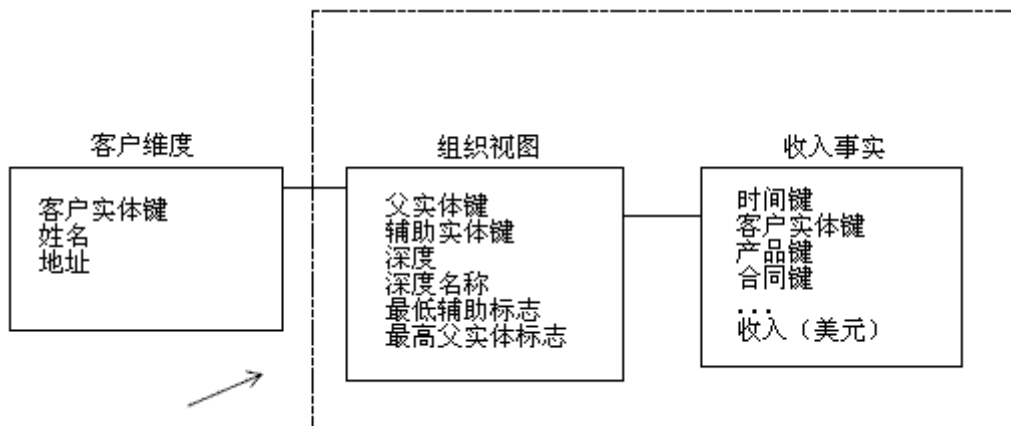 客户维度
客户实体键
姓名
地址
组织视图
父实体键
辅助实体键
深度
深度名称
最低辅助标志
最高父实体标志
收入事实
时间键
客户实体键
产品键
合同键
...
收入（美元）